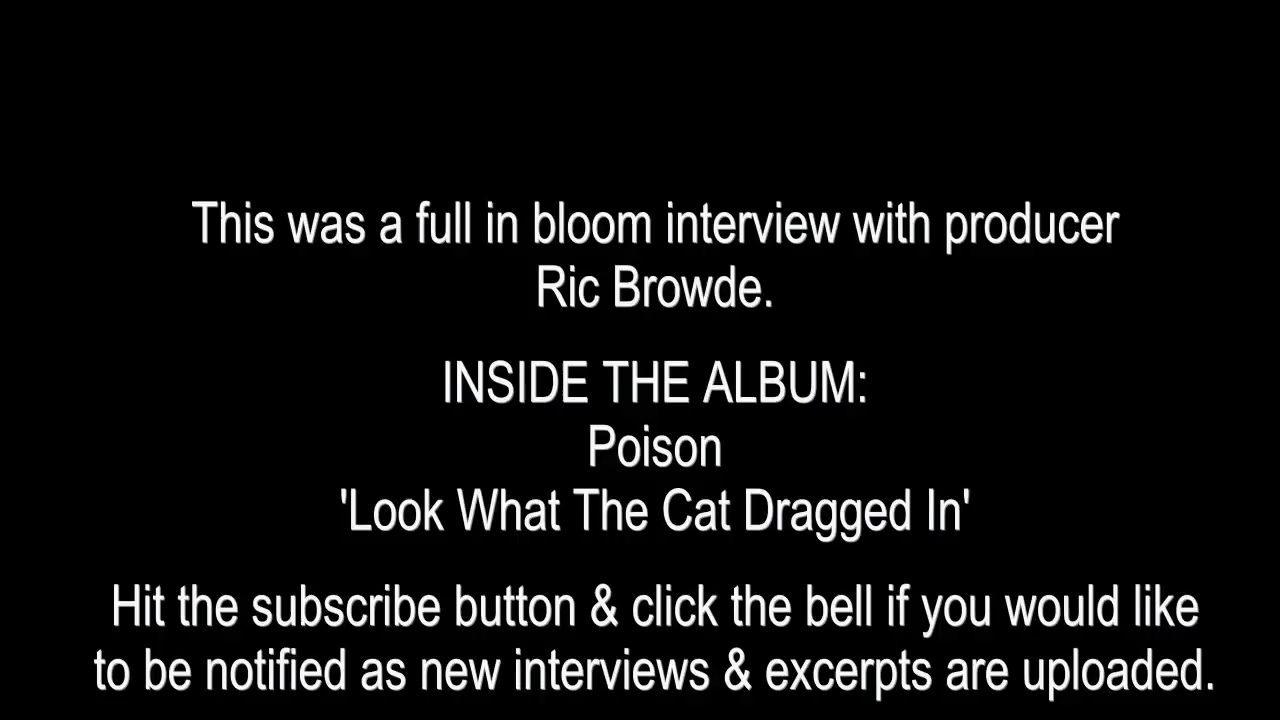 This was a full in bloom interview with producer
Ric Browde.
INSIDE THE ALBUM:
Poison
'Look What The Cat Dragged In'
Hit the subscribe button & click the bell if you would like
to be notified as new interviews & excerpts are uploaded.